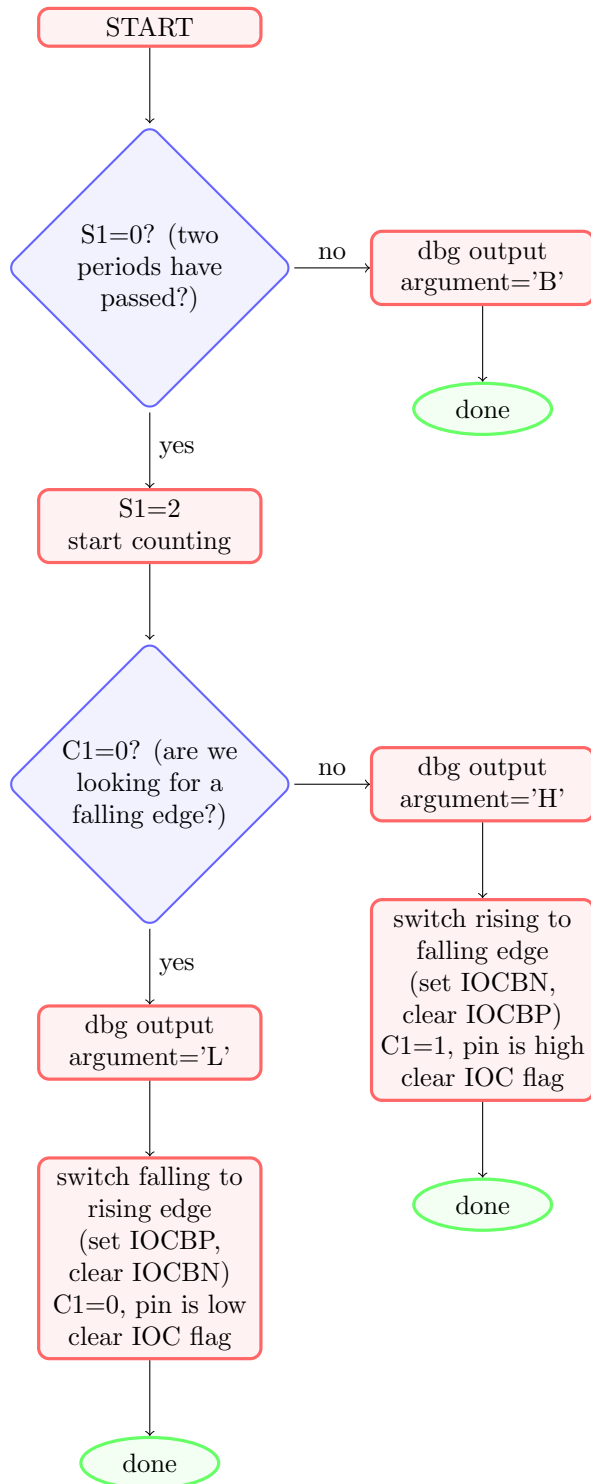 START
S1=0? (two
periods have
passed?)
no
dbg output
argument='B'
done
yes
S1=2
start counting
C1=0? (are we
looking for a
falling edge?)
no
dbg output
argument='H'
switch rising to
falling edge
(set IOCBN,
clear IOCBP)
C1=1, pin is high
clear IOC flag
done
yes
dbg output
argument='L'
switch falling to
rising edge
(set IOCBP,
clear IOCBN)
C1=0, pin is low
clear IOC flag
done